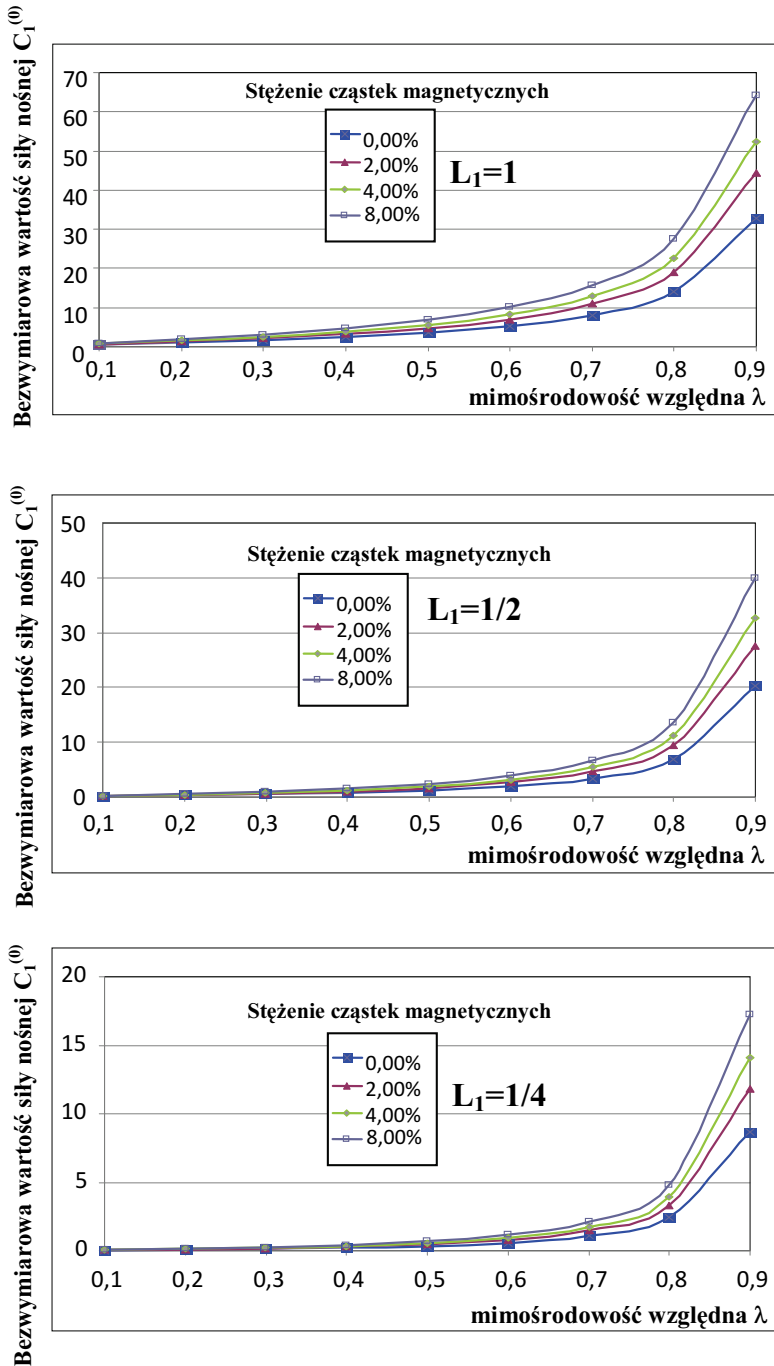 Bezwymiarowa wartość siły nośnej C₁⁽⁰⁾
70
60
50
40
30
20
10
0
Stężenie cząstek magnetycznych
0,00%
2,00%
4,00%
8,00%
L₁=1
0,1 0,2 0,3 0,4 0,5 0,6 0,7 0,8 0,9
mimośrodowość względna λ
Bezwymiarowa wartość siły nośnej C₁⁽⁰⁾
50
40
30
20
10
0
Stężenie cząstek magnetycznych
0,00%
2,00%
4,00%
8,00%
L₁=1/2
0,1 0,2 0,3 0,4 0,5 0,6 0,7 0,8 0,9
mimośrodowość względna λ
Bezwymiarowa wartość siły nośnej C₁⁽⁰⁾
20
15
10
5
0
Stężenie cząstek magnetycznych
0,00%
2,00%
4,00%
8,00%
L₁=1/4
0,1 0,2 0,3 0,4 0,5 0,6 0,7 0,8 0,9
mimośrodowość względna λ